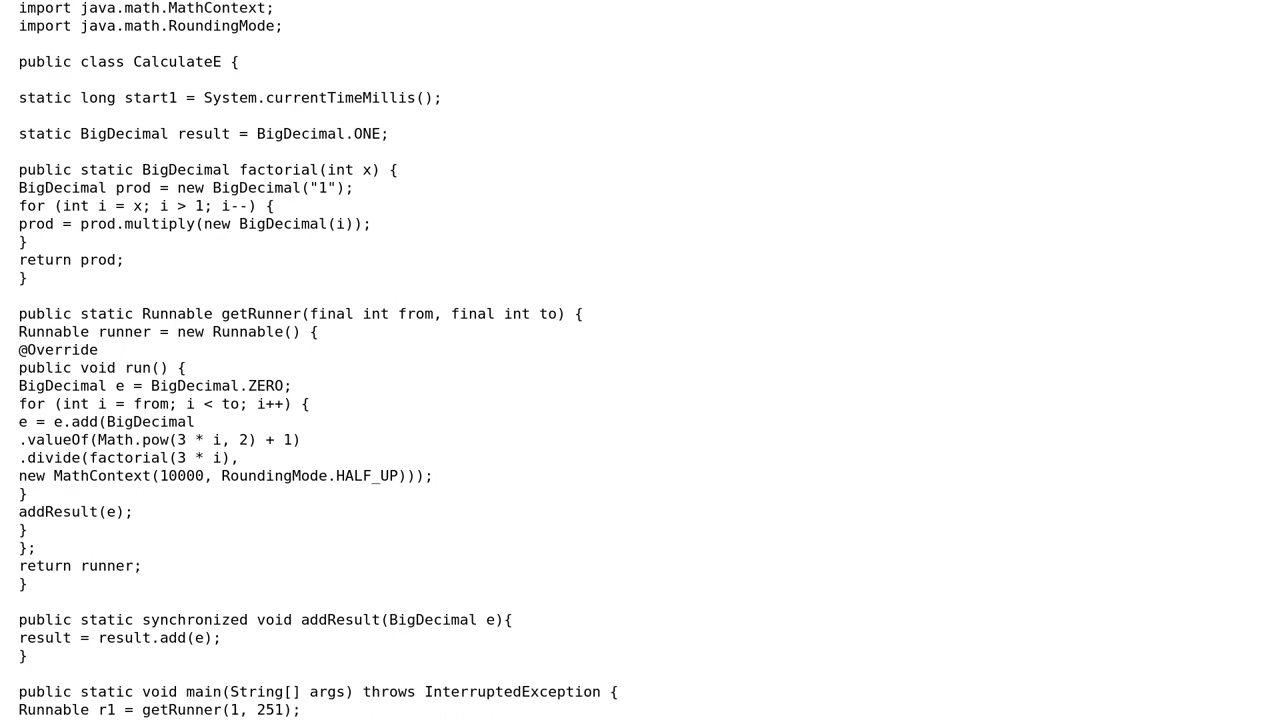 import java.math.MathContext;
import java.math.RoundingMode;
public class CalculateE {
static long start1 = System.currentTimeMillis();
static BigDecimal result = BigDecimal.ONE;
public static BigDecimal factorial(int x) {
BigDecimal prod = new BigDecimal("1");
for (int i = x; i > 1; i--) {
prod = prod.multiply(new BigDecimal(i));
}
return prod;
}
public static Runnable getRunner(final int from, final int to) {
Runnable runner = new Runnable() {
@Override
public void run() {
BigDecimal e = BigDecimal.ZERO;
for (int i = from; i < to; i++) {
e = e.add(BigDecimal
.valueOf(Math.pow(3 * i, 2) + 1)
.divide(factorial(3 * i),
new MathContext(10000, RoundingMode.HALF_UP)));
}
addResult(e);
}
};
return runner;
}
public static synchronized void addResult(BigDecimal e){
result = result.add(e);
}
public static void main(String[] args) throws InterruptedException {
Runnable r1 = getRunner(1, 251);